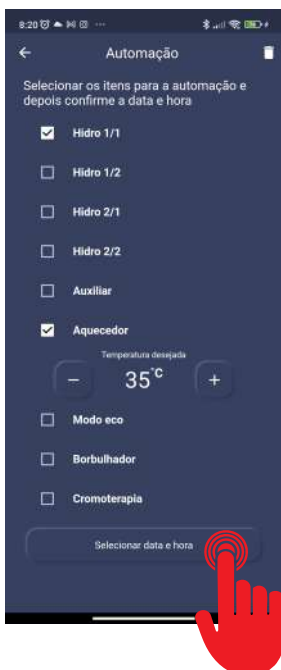 8:20
Automação
Selecionar os itens para a automação e
depois confirme a data e hora
Hidro 1/1
Hidro 1/2
Hidro 2/1
Hidro 2/2
Auxiliar
Aquecedor
Temperatura desejada
− 35°C +
Modo eco
Borbulhador
Cromoterapia
Selecionar data e hora